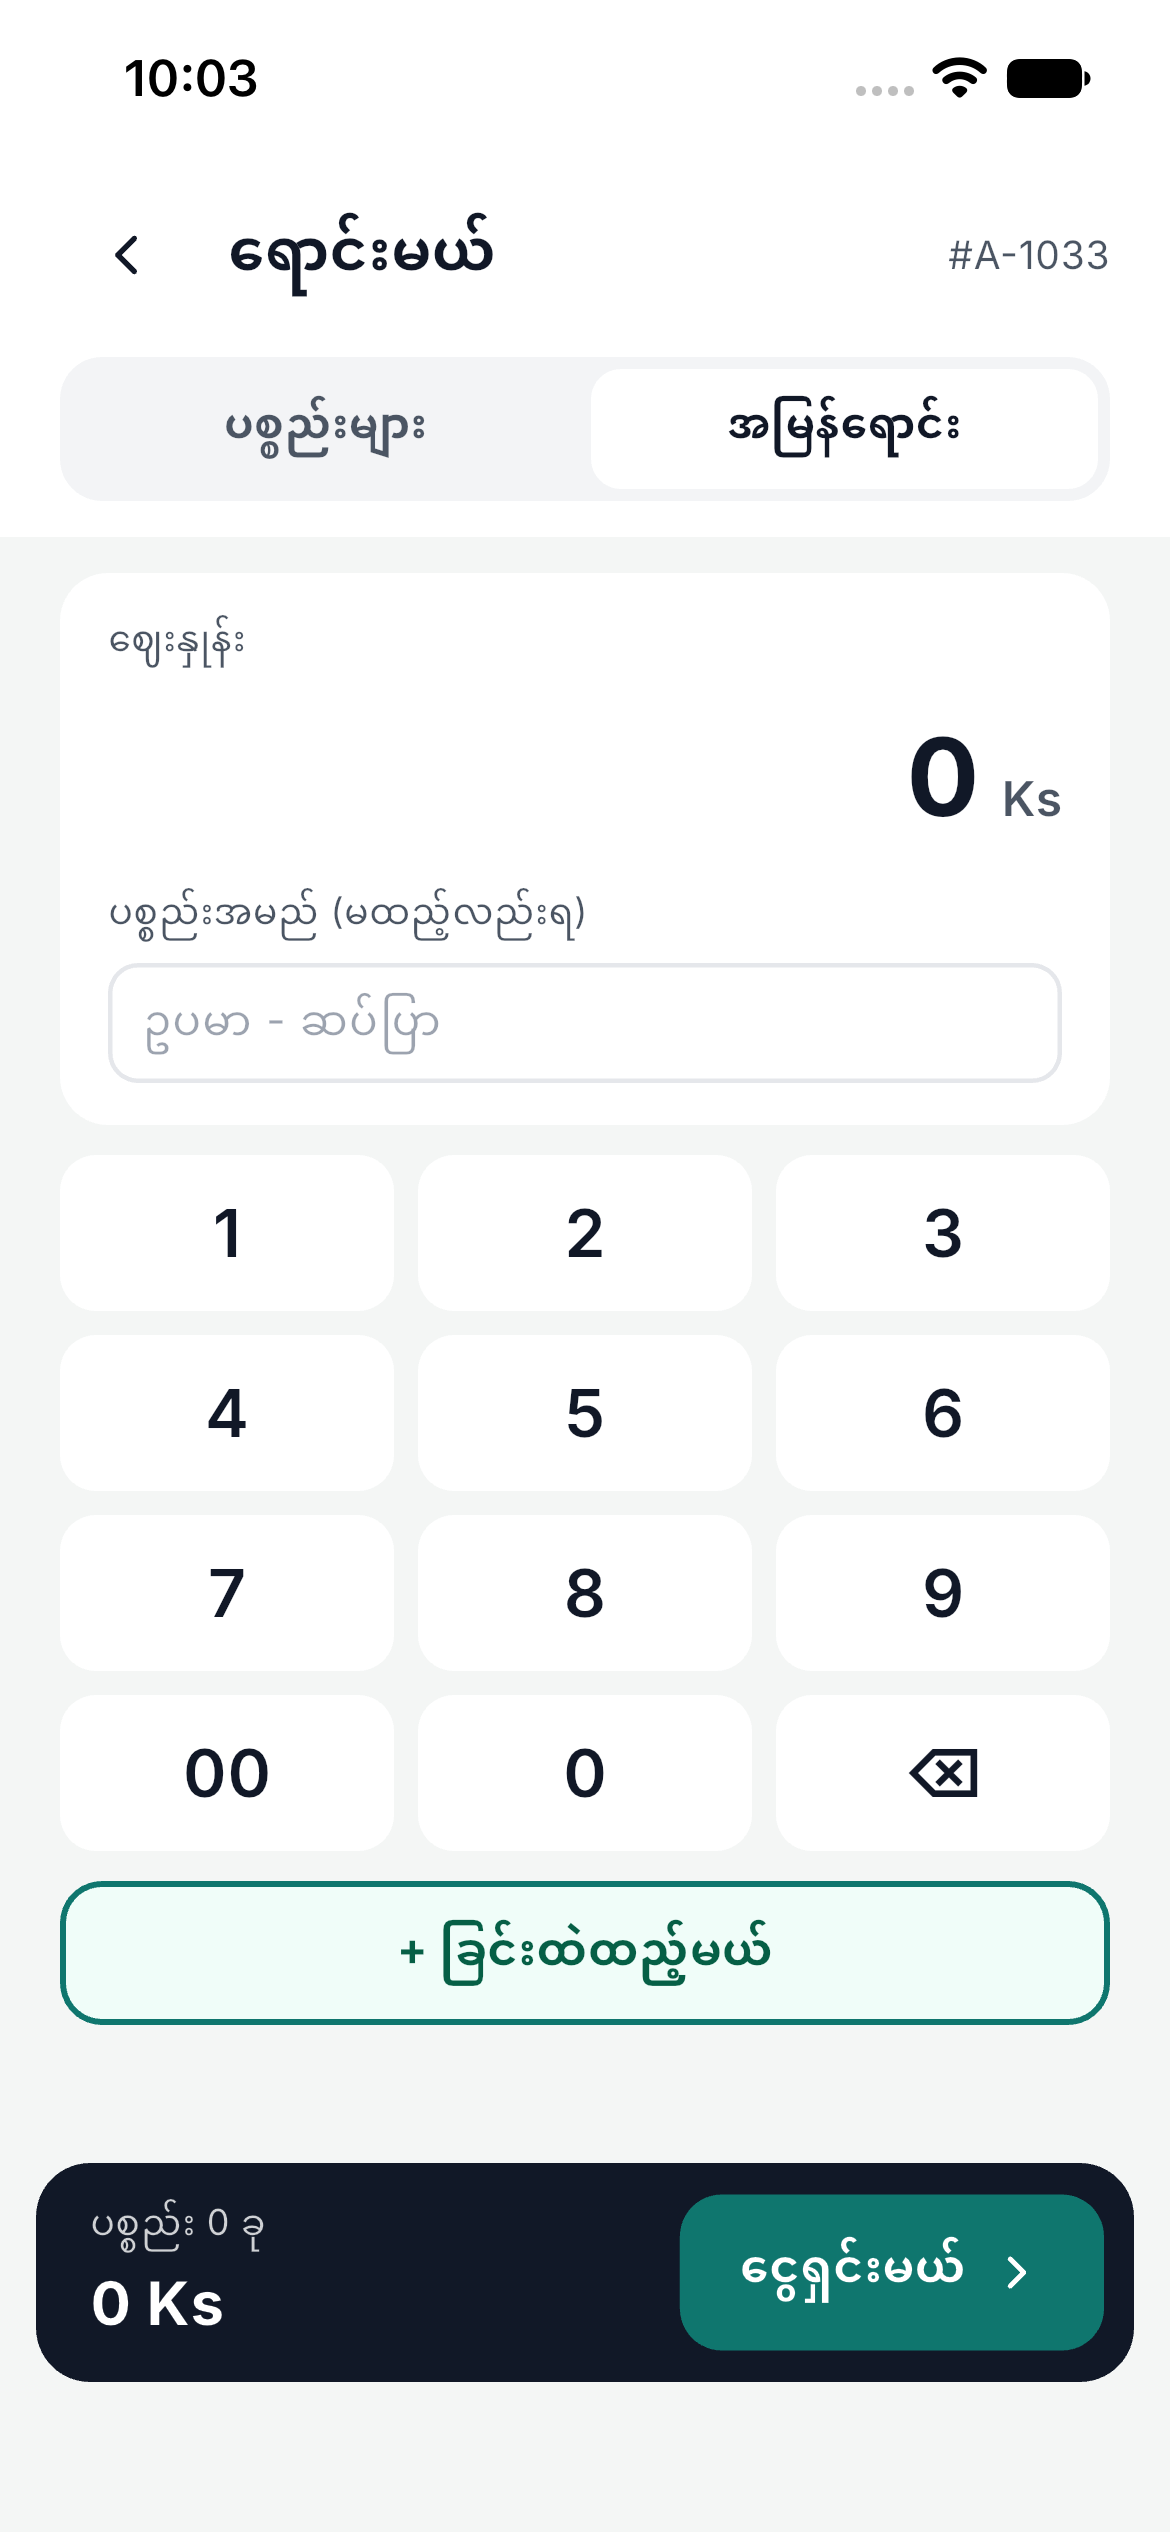 10:03
ရောင်းမယ်
#A-1033
ပစ္စည်းများ
အမြန်ရောင်း
ဈေးနှုန်း
0 Ks
ပစ္စည်းအမည် (မထည့်လည်းရ)
ဥပမာ - ဆပ်ပြာ
1
2
3
4
5
6
7
8
9
00
0
+ ခြင်းထဲထည့်မယ်
ပစ္စည်း 0 ခု
0 Ks
ငွေရှင်းမယ်